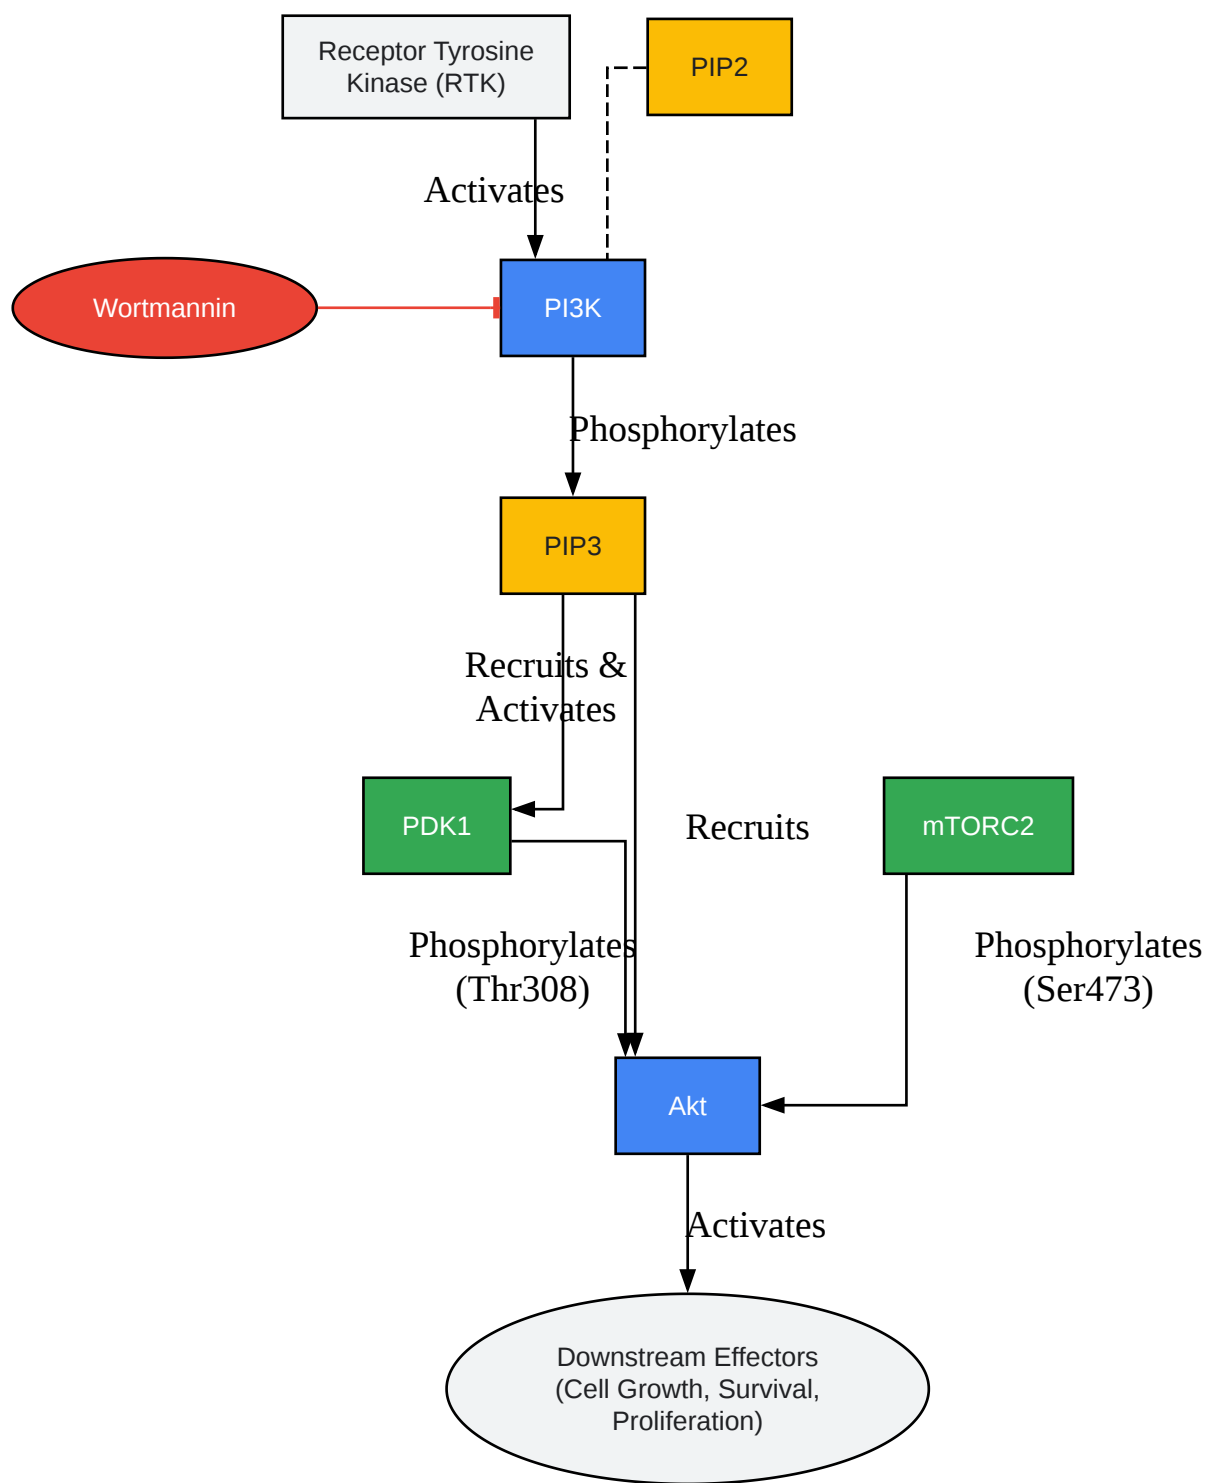 Receptor Tyrosine
Kinase (RTK)
PIP2
Activates
Wortmannin
PI3K
Phosphorylates
PIP3
Recruits &
Activates
PDK1
Recruits
mTORC2
Phosphorylates
(Thr308)
Phosphorylates
(Ser473)
Akt
Activates
Downstream Effectors
(Cell Growth, Survival,
Proliferation)